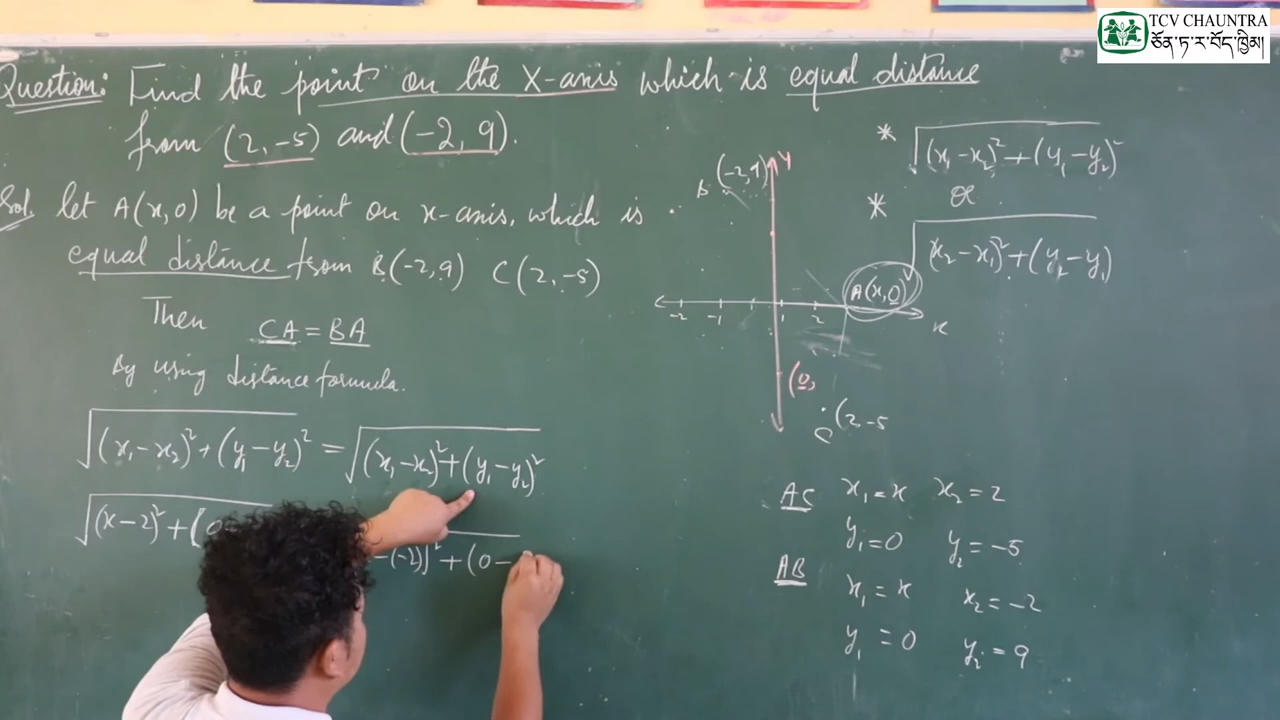 TCV CHAUNTRA
ཅོན་ཏ་ར་བོད་ཁྱིམ།
Question: Find the point on the X-axis which is equal distance
from (2,-5) and (-2, 9).
Sol. let A(x,0) be a point on x-axis, which is
equal distance from B(-2,9) C(2,-5)
Then CA = BA
By using distance formula.
√(x₁-x₂)²+(y₁-y₂)² = √(x₁-x₂)²+(y₁-y₂)²
√(x-2)²+(0-
-(-2)]²+(0-
B (-2,9) y
A(x,0)
-2 -1 1 2
x
(0,
C (2-5
* √(x₁-x₂)²+(y₁-y₂)²
or
* √(x₂-x₁)²+(y₂-y₁)
AC x₁=x x₂=2
y₁=0 y₂=-5
AB
x₁=x x₂=-2
y₁=0 y₂=9